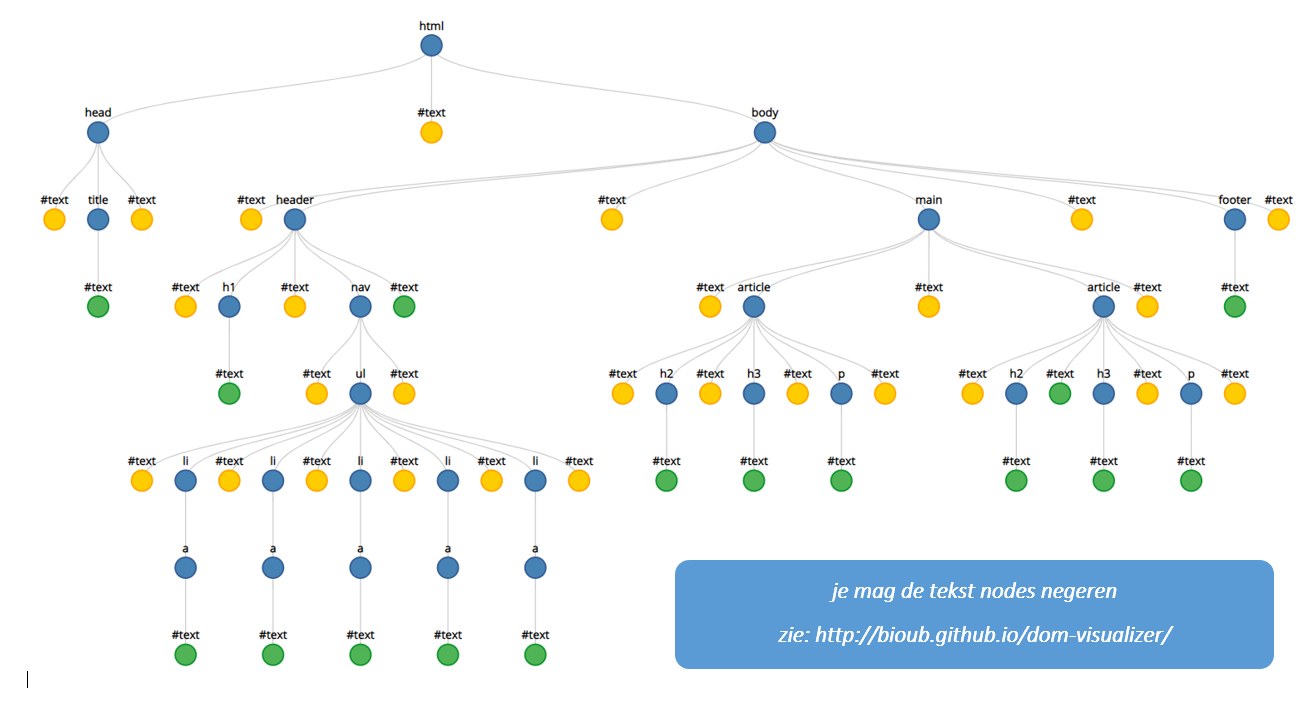 html
head #text body
#text title #text #text header #text main #text footer #text
#text #text h1 #text nav #text #text article #text article #text #text
#text #text ul #text #text h2 #text h3 #text p #text #text h2 #text h3 #text p #text
#text li #text li #text li #text li #text li #text #text #text #text #text #text #text
a a a a a
je mag de tekst nodes negeren
#text #text #text #text #text zie: http://bioub.github.io/dom-visualizer/